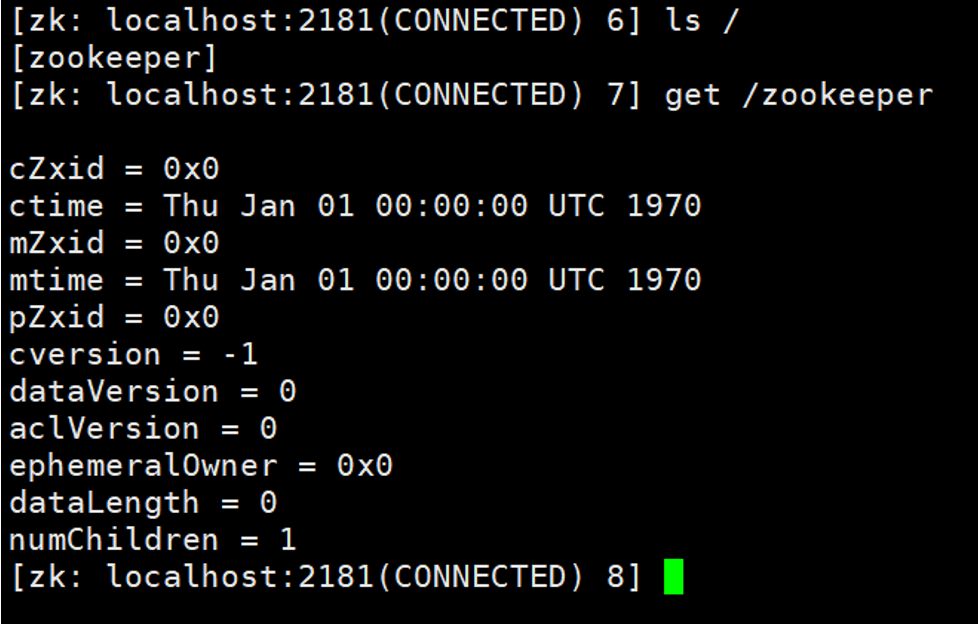 [zk: localhost:2181(CONNECTED) 6] ls /
[zookeeper]
[zk: localhost:2181(CONNECTED) 7] get /zookeeper
cZxid = 0x0
ctime = Thu Jan 01 00:00:00 UTC 1970
mZxid = 0x0
mtime = Thu Jan 01 00:00:00 UTC 1970
pZxid = 0x0
cversion = -1
dataVersion = 0
aclVersion = 0
ephemeralOwner = 0x0
dataLength = 0
numChildren = 1
[zk: localhost:2181(CONNECTED) 8]